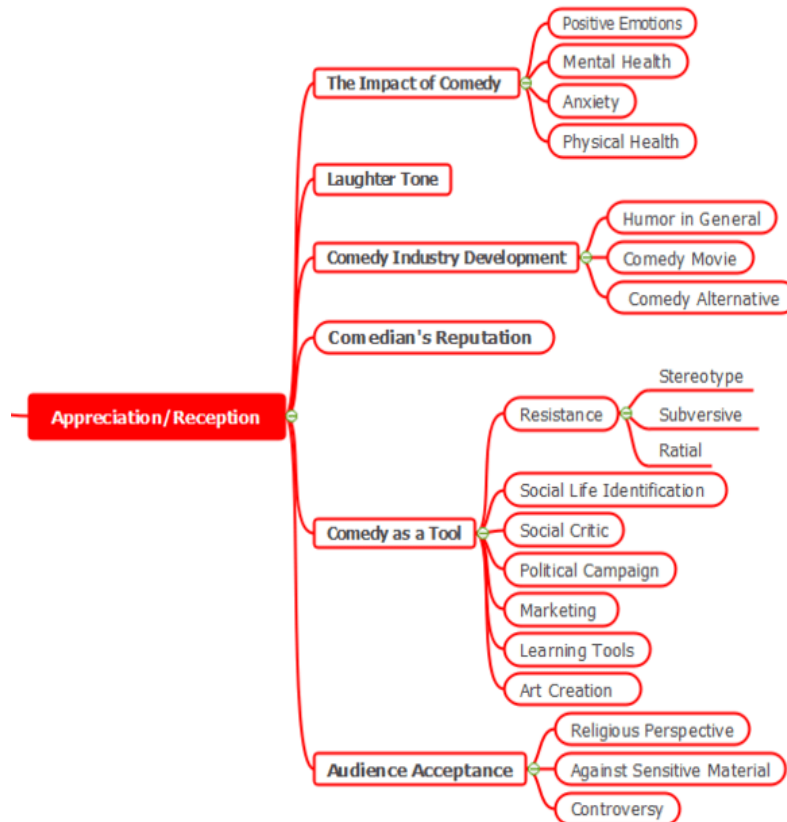 Positive Emotions
Mental Health
The Impact of Comedy
Anxiety
Physical Health
Laughter Tone
Humor in General
Comedy Industry Development
Comedy Movie
Comedy Alternative
Comedian's Reputation
Appreciation/Reception
Stereotype
Resistance
Subversive
Ratial
Social Life Identification
Comedy as a Tool
Social Critic
Political Campaign
Marketing
Learning Tools
Art Creation
Religious Perspective
Audience Acceptance
Against Sensitive Material
Controversy